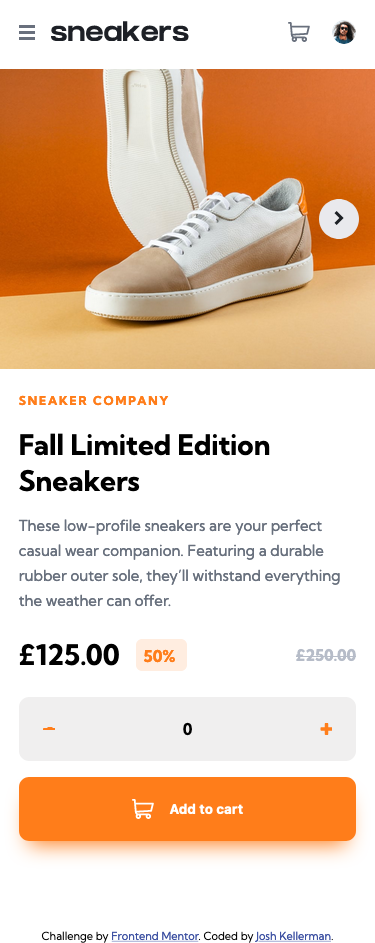 sneakers
SNEAKER COMPANY
Fall Limited Edition
Sneakers
These low-profile sneakers are your perfect
casual wear companion. Featuring a durable
rubber outer sole, they’ll withstand everything
the weather can offer.
£125.00 50% £250.00
− 0 +
Add to cart
Challenge by Frontend Mentor. Coded by Josh Kellerman.